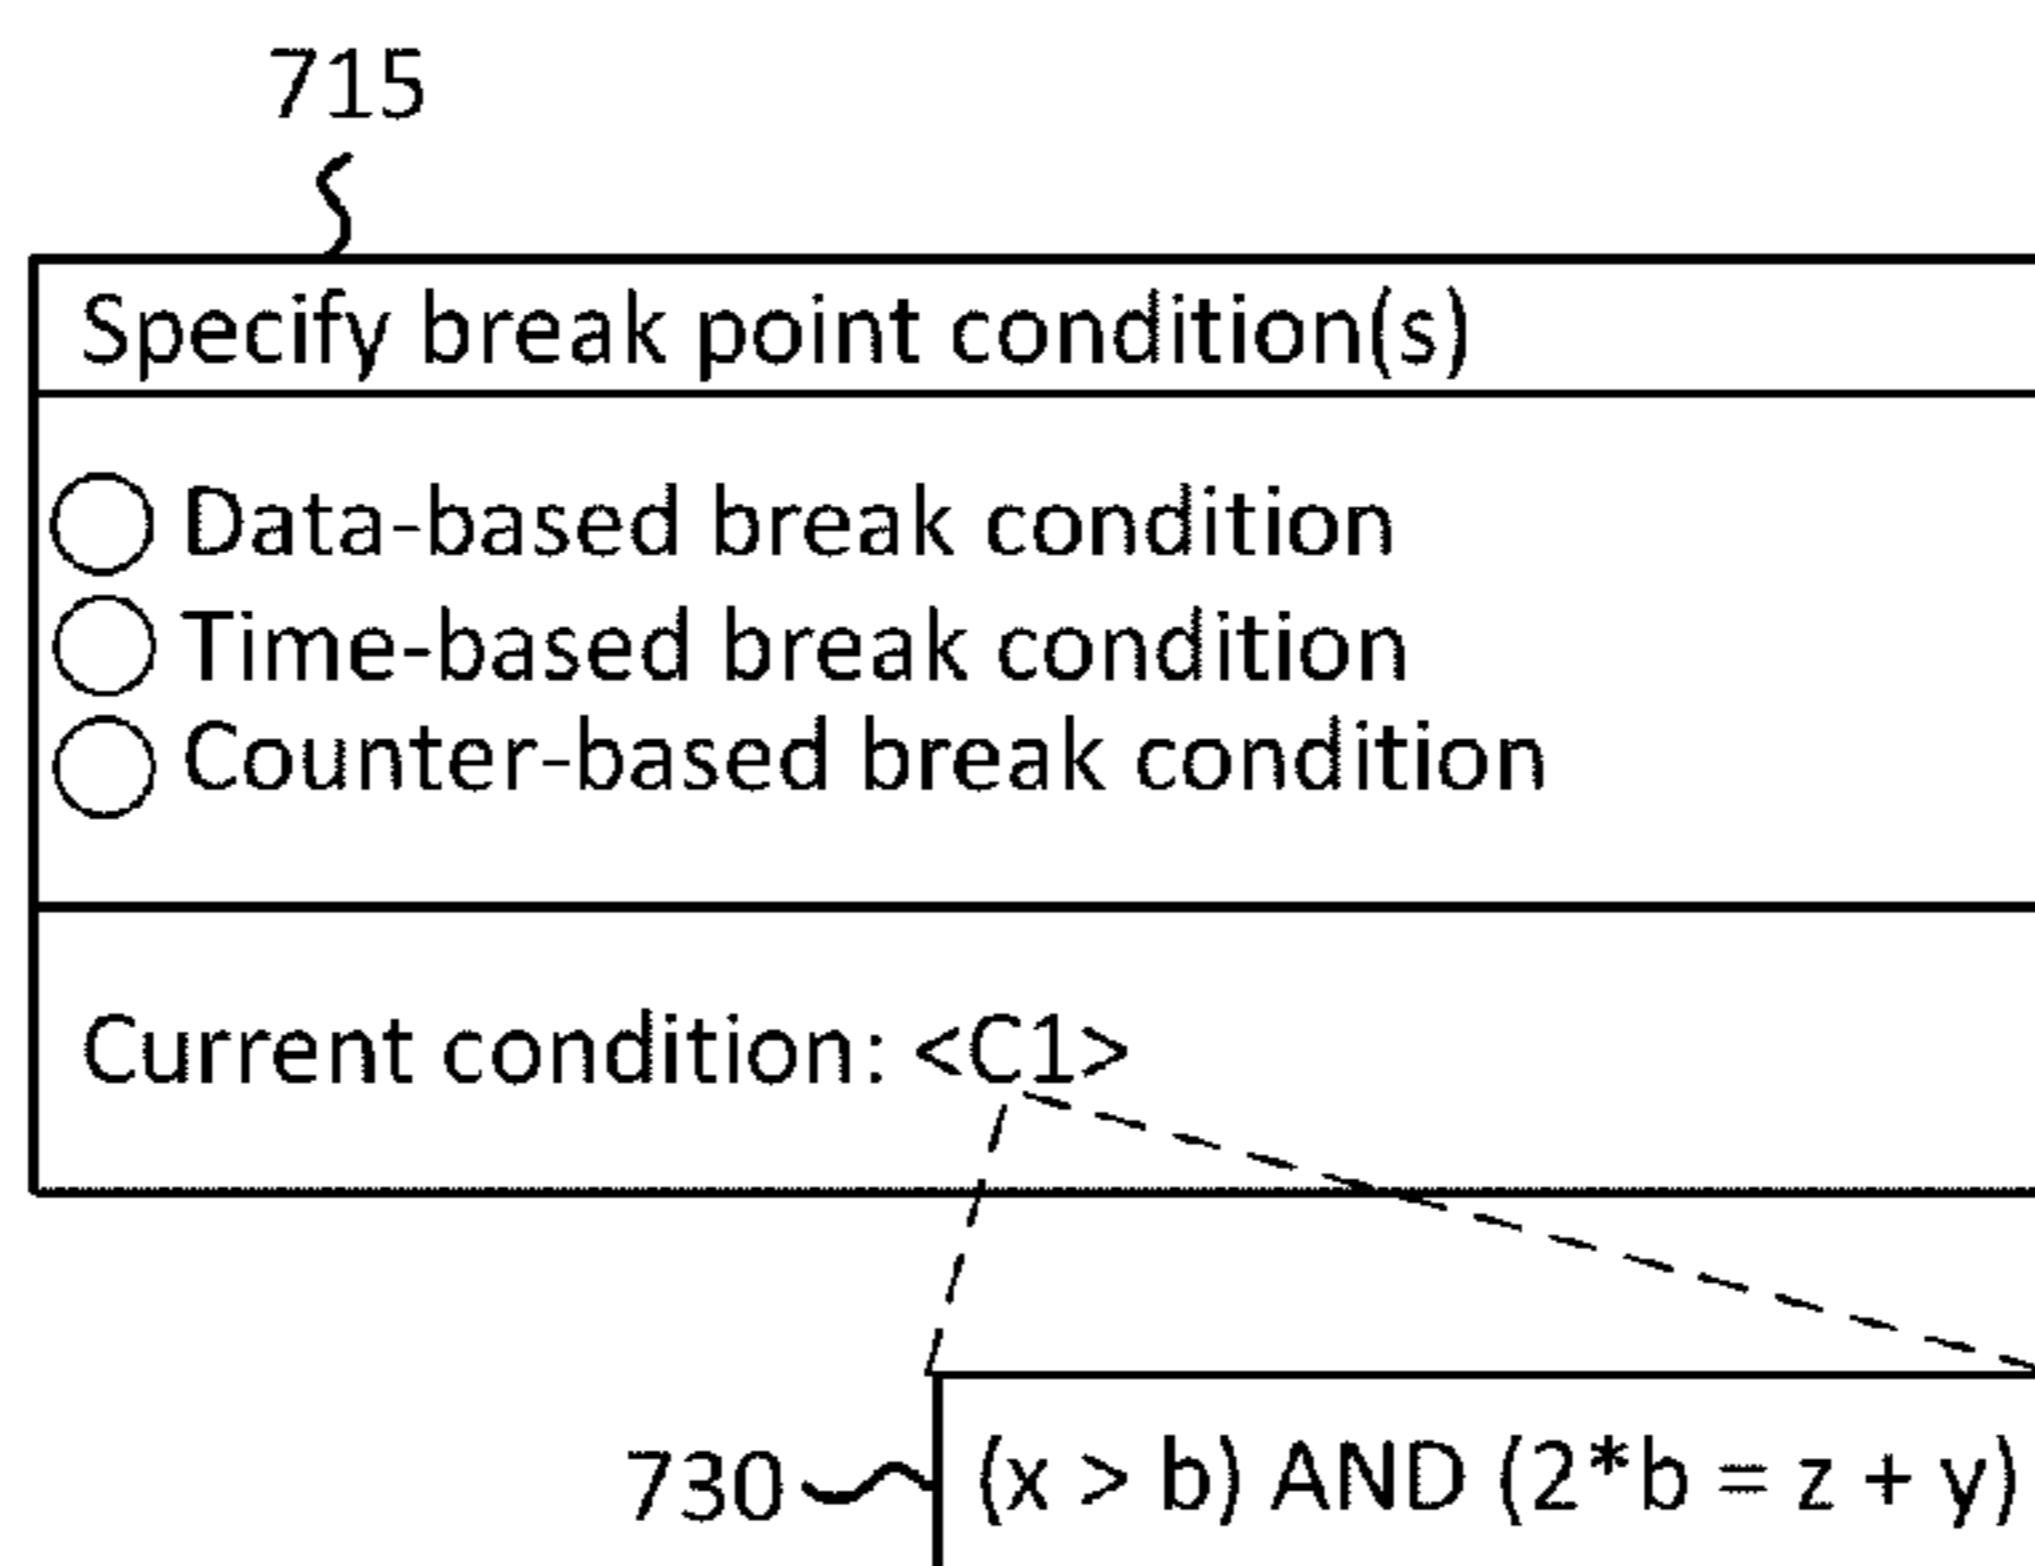 715
Specify break point condition(s)
Data-based break condition
Time-based break condition
Counter-based break condition
Current condition: <C1>
730 (x > b) AND (2*b = z + y)